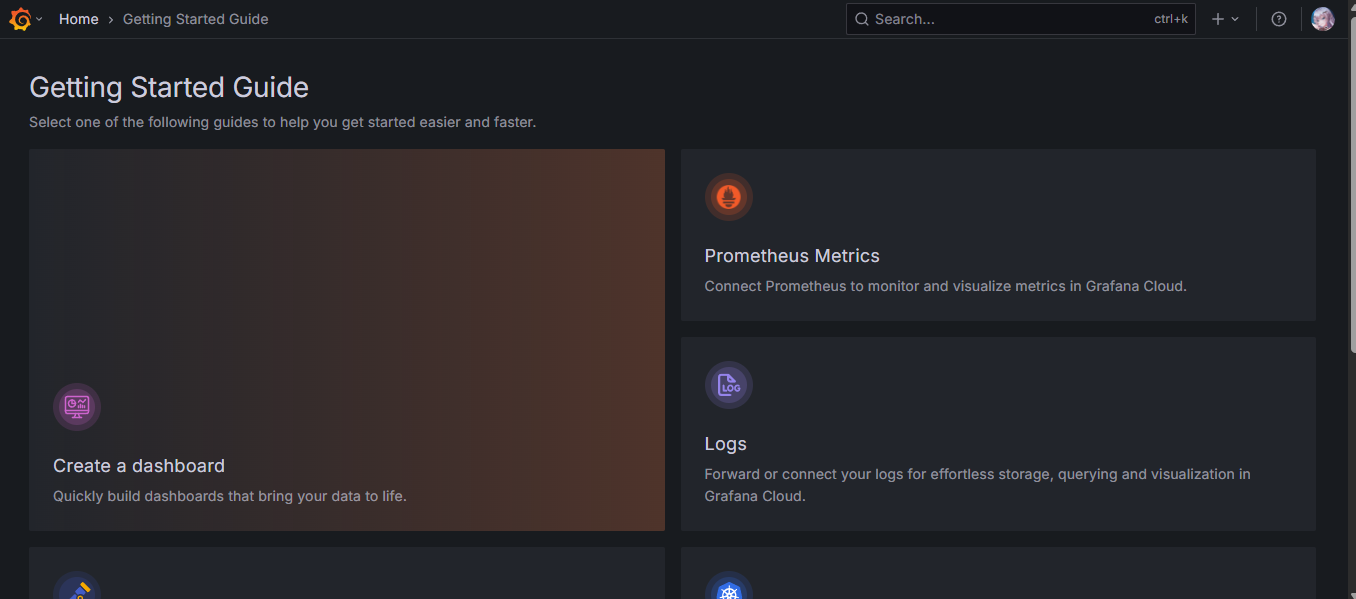 Home › Getting Started Guide
Search... ctrl+k
Getting Started Guide
Select one of the following guides to help you get started easier and faster.
Create a dashboard
Quickly build dashboards that bring your data to life.
Prometheus Metrics
Connect Prometheus to monitor and visualize metrics in Grafana Cloud.
LOG
Logs
Forward or connect your logs for effortless storage, querying and visualization in
Grafana Cloud.